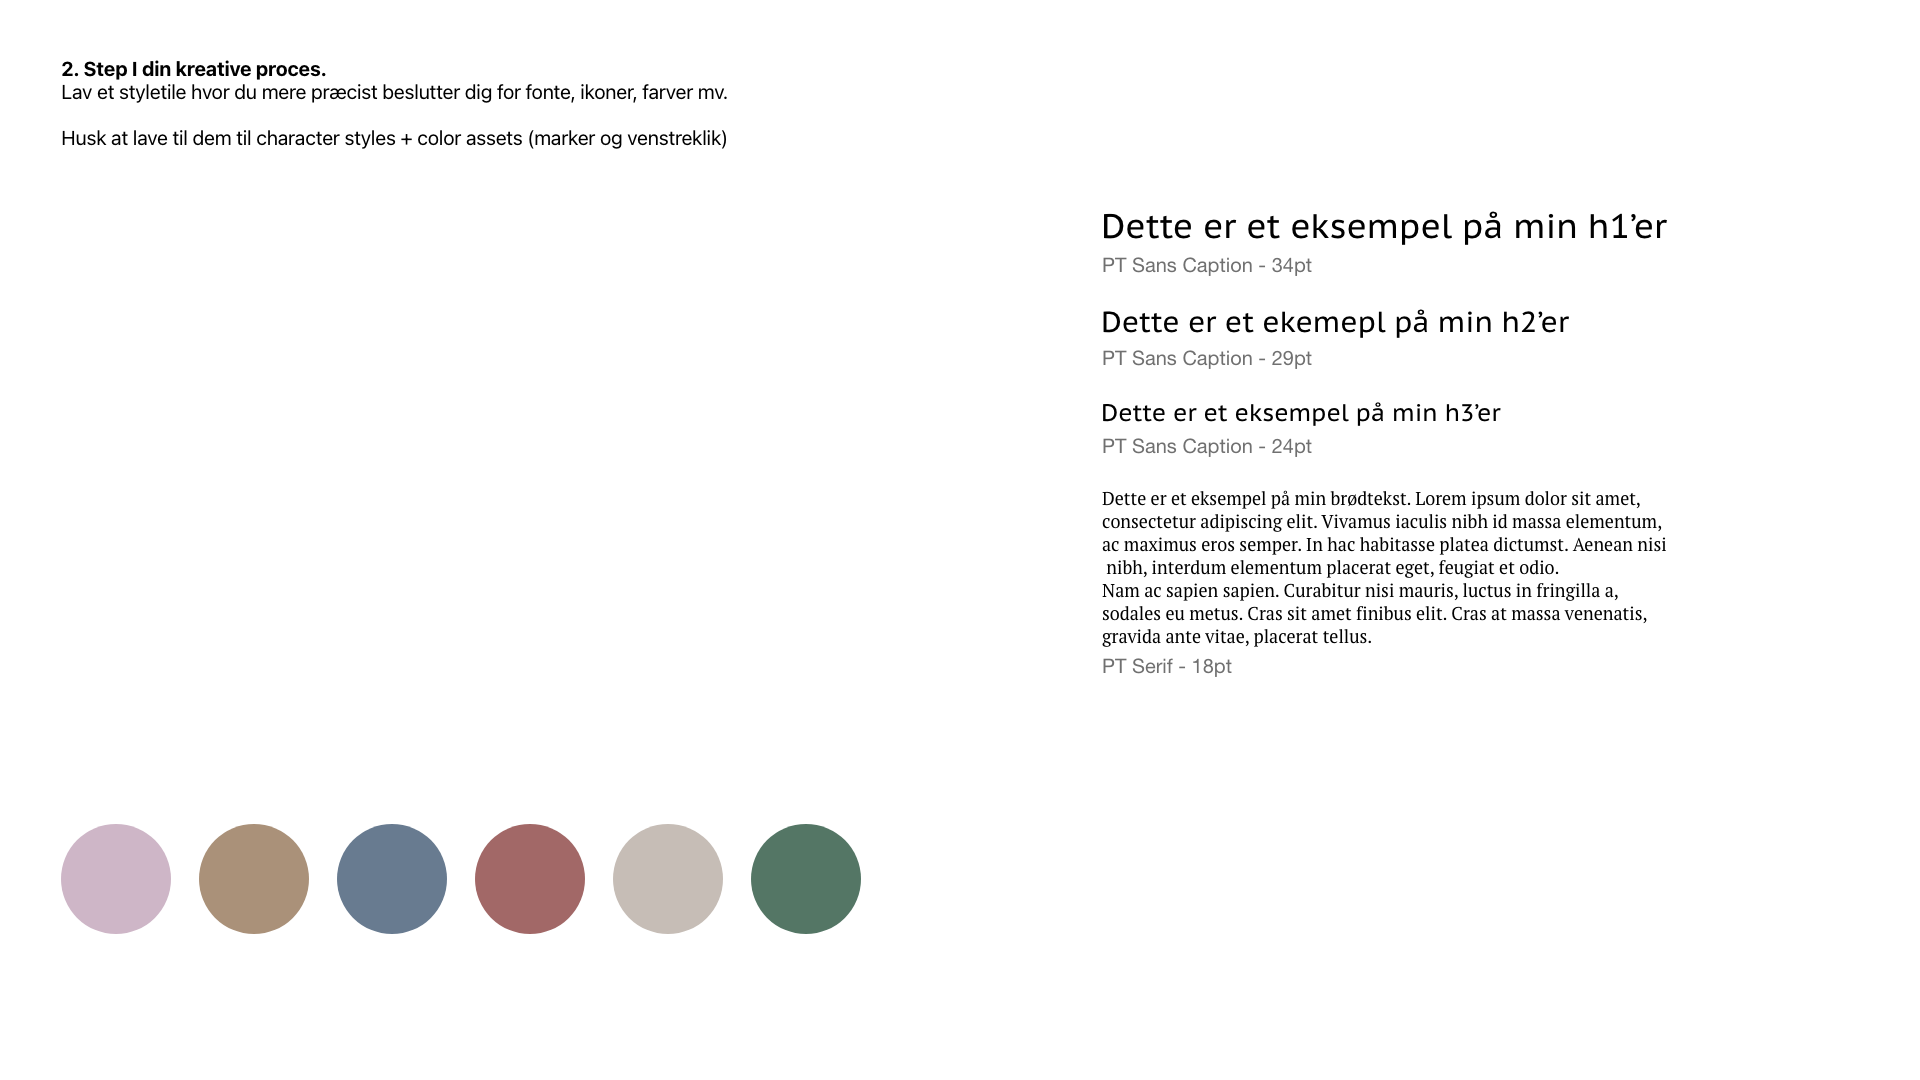 2. Step I din kreative proces.
Lav et styletile hvor du mere præcist beslutter dig for fonte, ikoner, farver mv.
Husk at lave til dem til character styles + color assets (marker og venstreklik)
Dette er et eksempel på min h1’er
PT Sans Caption - 34pt
Dette er et ekemepl på min h2’er
PT Sans Caption - 29pt
Dette er et eksempel på min h3’er
PT Sans Caption - 24pt
Dette er et eksempel på min brødtekst. Lorem ipsum dolor sit amet,
consectetur adipiscing elit. Vivamus iaculis nibh id massa elementum,
ac maximus eros semper. In hac habitasse platea dictumst. Aenean nisi
nibh, interdum elementum placerat eget, feugiat et odio.
Nam ac sapien sapien. Curabitur nisi mauris, luctus in fringilla a,
sodales eu metus. Cras sit amet finibus elit. Cras at massa venenatis,
gravida ante vitae, placerat tellus.
PT Serif - 18pt